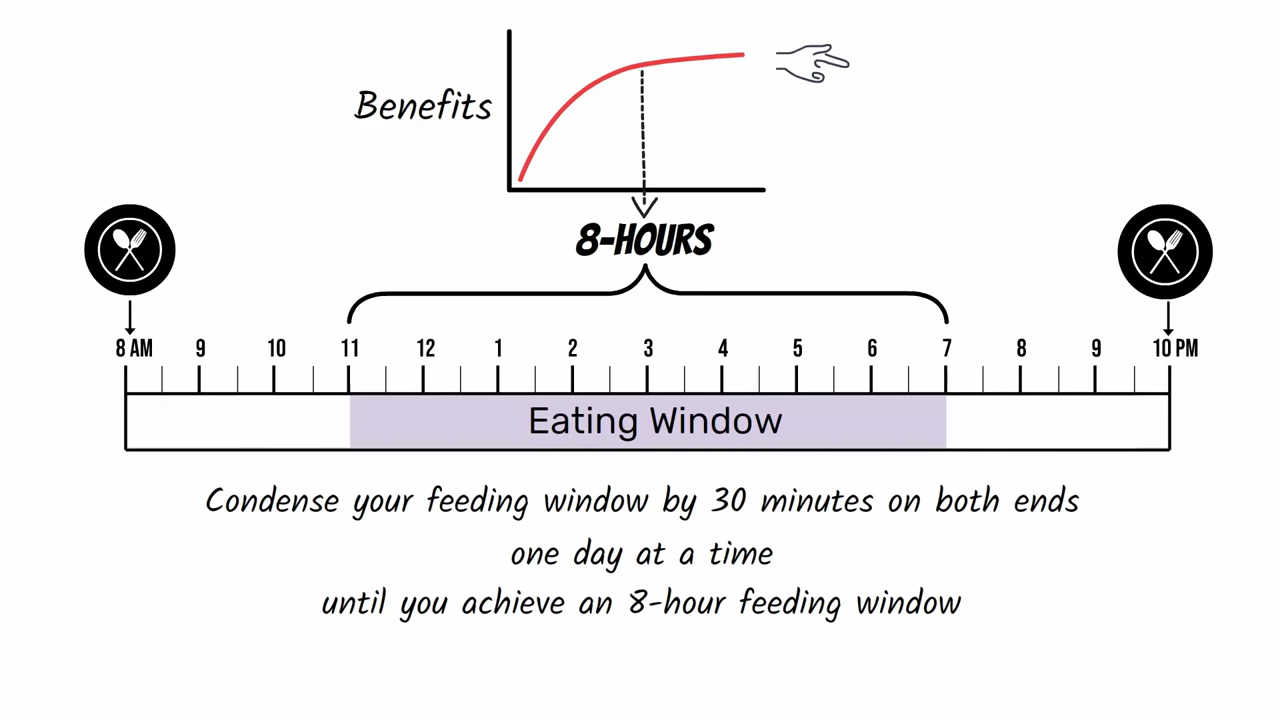 Benefits
8-HOURS
8 AM 9 10 11 12 1 2 3 4 5 6 7 8 9 10 PM
Eating Window
Condense your feeding window by 30 minutes on both ends
one day at a time
until you achieve an 8-hour feeding window